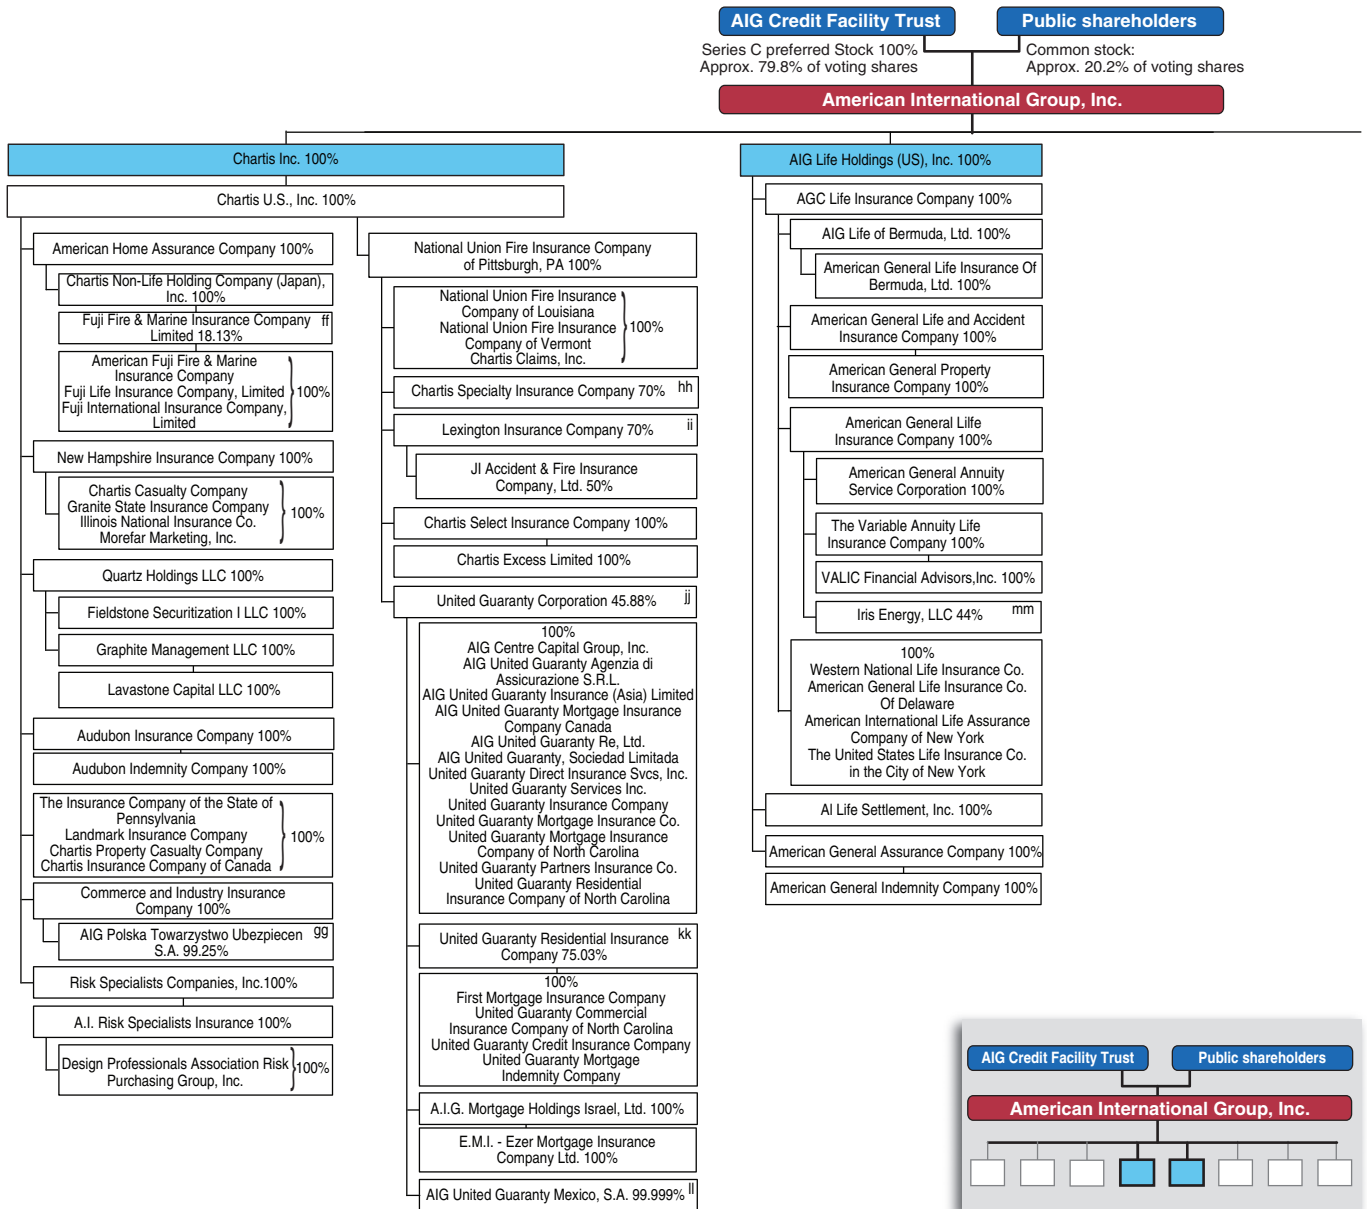 AIG Credit Facility Trust
Public shareholders
Series C preferred Stock 100%
Approx. 79.8% of voting shares
Common stock:
Approx. 20.2% of voting shares
American International Group, Inc.
Chartis Inc. 100%
Chartis U.S., Inc. 100%
American Home Assurance Company 100%
Chartis Non-Life Holding Company (Japan),
Inc. 100%
Fuji Fire & Marine Insurance Company ff
Limited 18.13%
American Fuji Fire & Marine
Insurance Company
Fuji Life Insurance Company, Limited
Fuji International Insurance Company,
Limited
100%
New Hampshire Insurance Company 100%
Chartis Casualty Company
Granite State Insurance Company
Illinois National Insurance Co.
Morefar Marketing, Inc.
100%
Quartz Holdings LLC 100%
Fieldstone Securitization I LLC 100%
Graphite Management LLC 100%
Lavastone Capital LLC 100%
Audubon Insurance Company 100%
Audubon Indemnity Company 100%
The Insurance Company of the State of
Pennsylvania
Landmark Insurance Company
Chartis Property Casualty Company
Chartis Insurance Company of Canada
100%
Commerce and Industry Insurance
Company 100%
AIG Polska Towarzystwo Ubezpiecen gg
S.A. 99.25%
Risk Specialists Companies, Inc.100%
A.I. Risk Specialists Insurance 100%
Design Professionals Association Risk
Purchasing Group, Inc.
100%
National Union Fire Insurance Company
of Pittsburgh, PA 100%
National Union Fire Insurance
Company of Louisiana
National Union Fire Insurance
Company of Vermont
Chartis Claims, Inc.
100%
Chartis Specialty Insurance Company 70% hh
Lexington Insurance Company 70% ii
JI Accident & Fire Insurance
Company, Ltd. 50%
Chartis Select Insurance Company 100%
Chartis Excess Limited 100%
United Guaranty Corporation 45.88% jj
100%
AIG Centre Capital Group, Inc.
AIG United Guaranty Agenzia di
Assicurazione S.R.L.
AIG United Guaranty Insurance (Asia) Limited
AIG United Guaranty Mortgage Insurance
Company Canada
AIG United Guaranty Re, Ltd.
AIG United Guaranty, Sociedad Limitada
United Guaranty Direct Insurance Svcs, Inc.
United Guaranty Services Inc.
United Guaranty Insurance Company
United Guaranty Mortgage Insurance Co.
United Guaranty Mortgage Insurance
Company of North Carolina
United Guaranty Partners Insurance Co.
United Guaranty Residential
Insurance Company of North Carolina
United Guaranty Residential Insurance kk
Company 75.03%
100%
First Mortgage Insurance Company
United Guaranty Commercial
Insurance Company of North Carolina
United Guaranty Credit Insurance Company
United Guaranty Mortgage
Indemnity Company
A.I.G. Mortgage Holdings Israel, Ltd. 100%
E.M.I. - Ezer Mortgage Insurance
Company Ltd. 100%
AIG United Guaranty Mexico, S.A. 99.999% ll
AIG Life Holdings (US), Inc. 100%
AGC Life Insurance Company 100%
AIG Life of Bermuda, Ltd. 100%
American General Life Insurance Of
Bermuda, Ltd. 100%
American General Life and Accident
Insurance Company 100%
American General Property
Insurance Company 100%
American General Lilfe
Insurance Company 100%
American General Annuity
Service Corporation 100%
The Variable Annuity Life
Insurance Company 100%
VALIC Financial Advisors,Inc. 100%
Iris Energy, LLC 44% mm
100%
Western National Life Insurance Co.
American General Life Insurance Co.
Of Delaware
American International Life Assurance
Company of New York
The United States Life Insurance Co.
in the City of New York
AI Life Settlement, Inc. 100%
American General Assurance Company 100%
American General Indemnity Company 100%
AIG Credit Facility Trust
Public shareholders
American International Group, Inc.